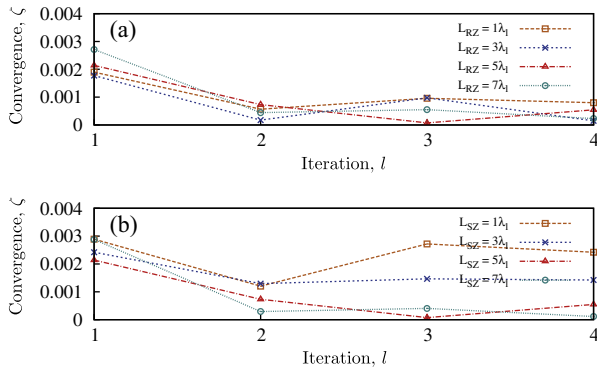 0.004
(a)
L_RZ = 1λ_1
0.003
L_RZ = 3λ_1
0.002
L_RZ = 5λ_1
0.001
L_RZ = 7λ_1
0
Convergence, ζ
1 2 3 4
Iteration, l
0.004
(b)
L_SZ = 1λ_1
0.003
L_SZ = 3λ_1
0.002
L_SZ = 5λ_1
0.001
L_SZ = 7λ_1
0
Convergence, ζ
1 2 3 4
Iteration, l